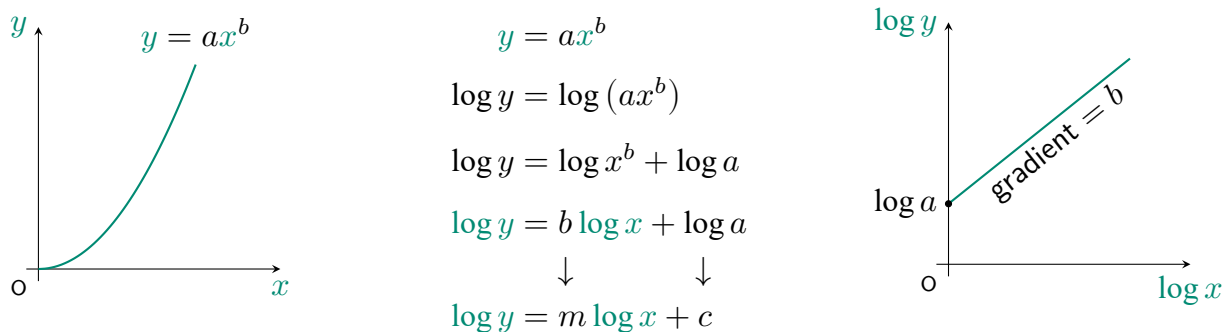 y
y = ax^b
O
x
y = ax^b
log y = log (ax^b)
log y = log x^b + log a
log y = b log x + log a
↓ ↓
log y = m log x + c
log y
gradient = b
log a
O
log x